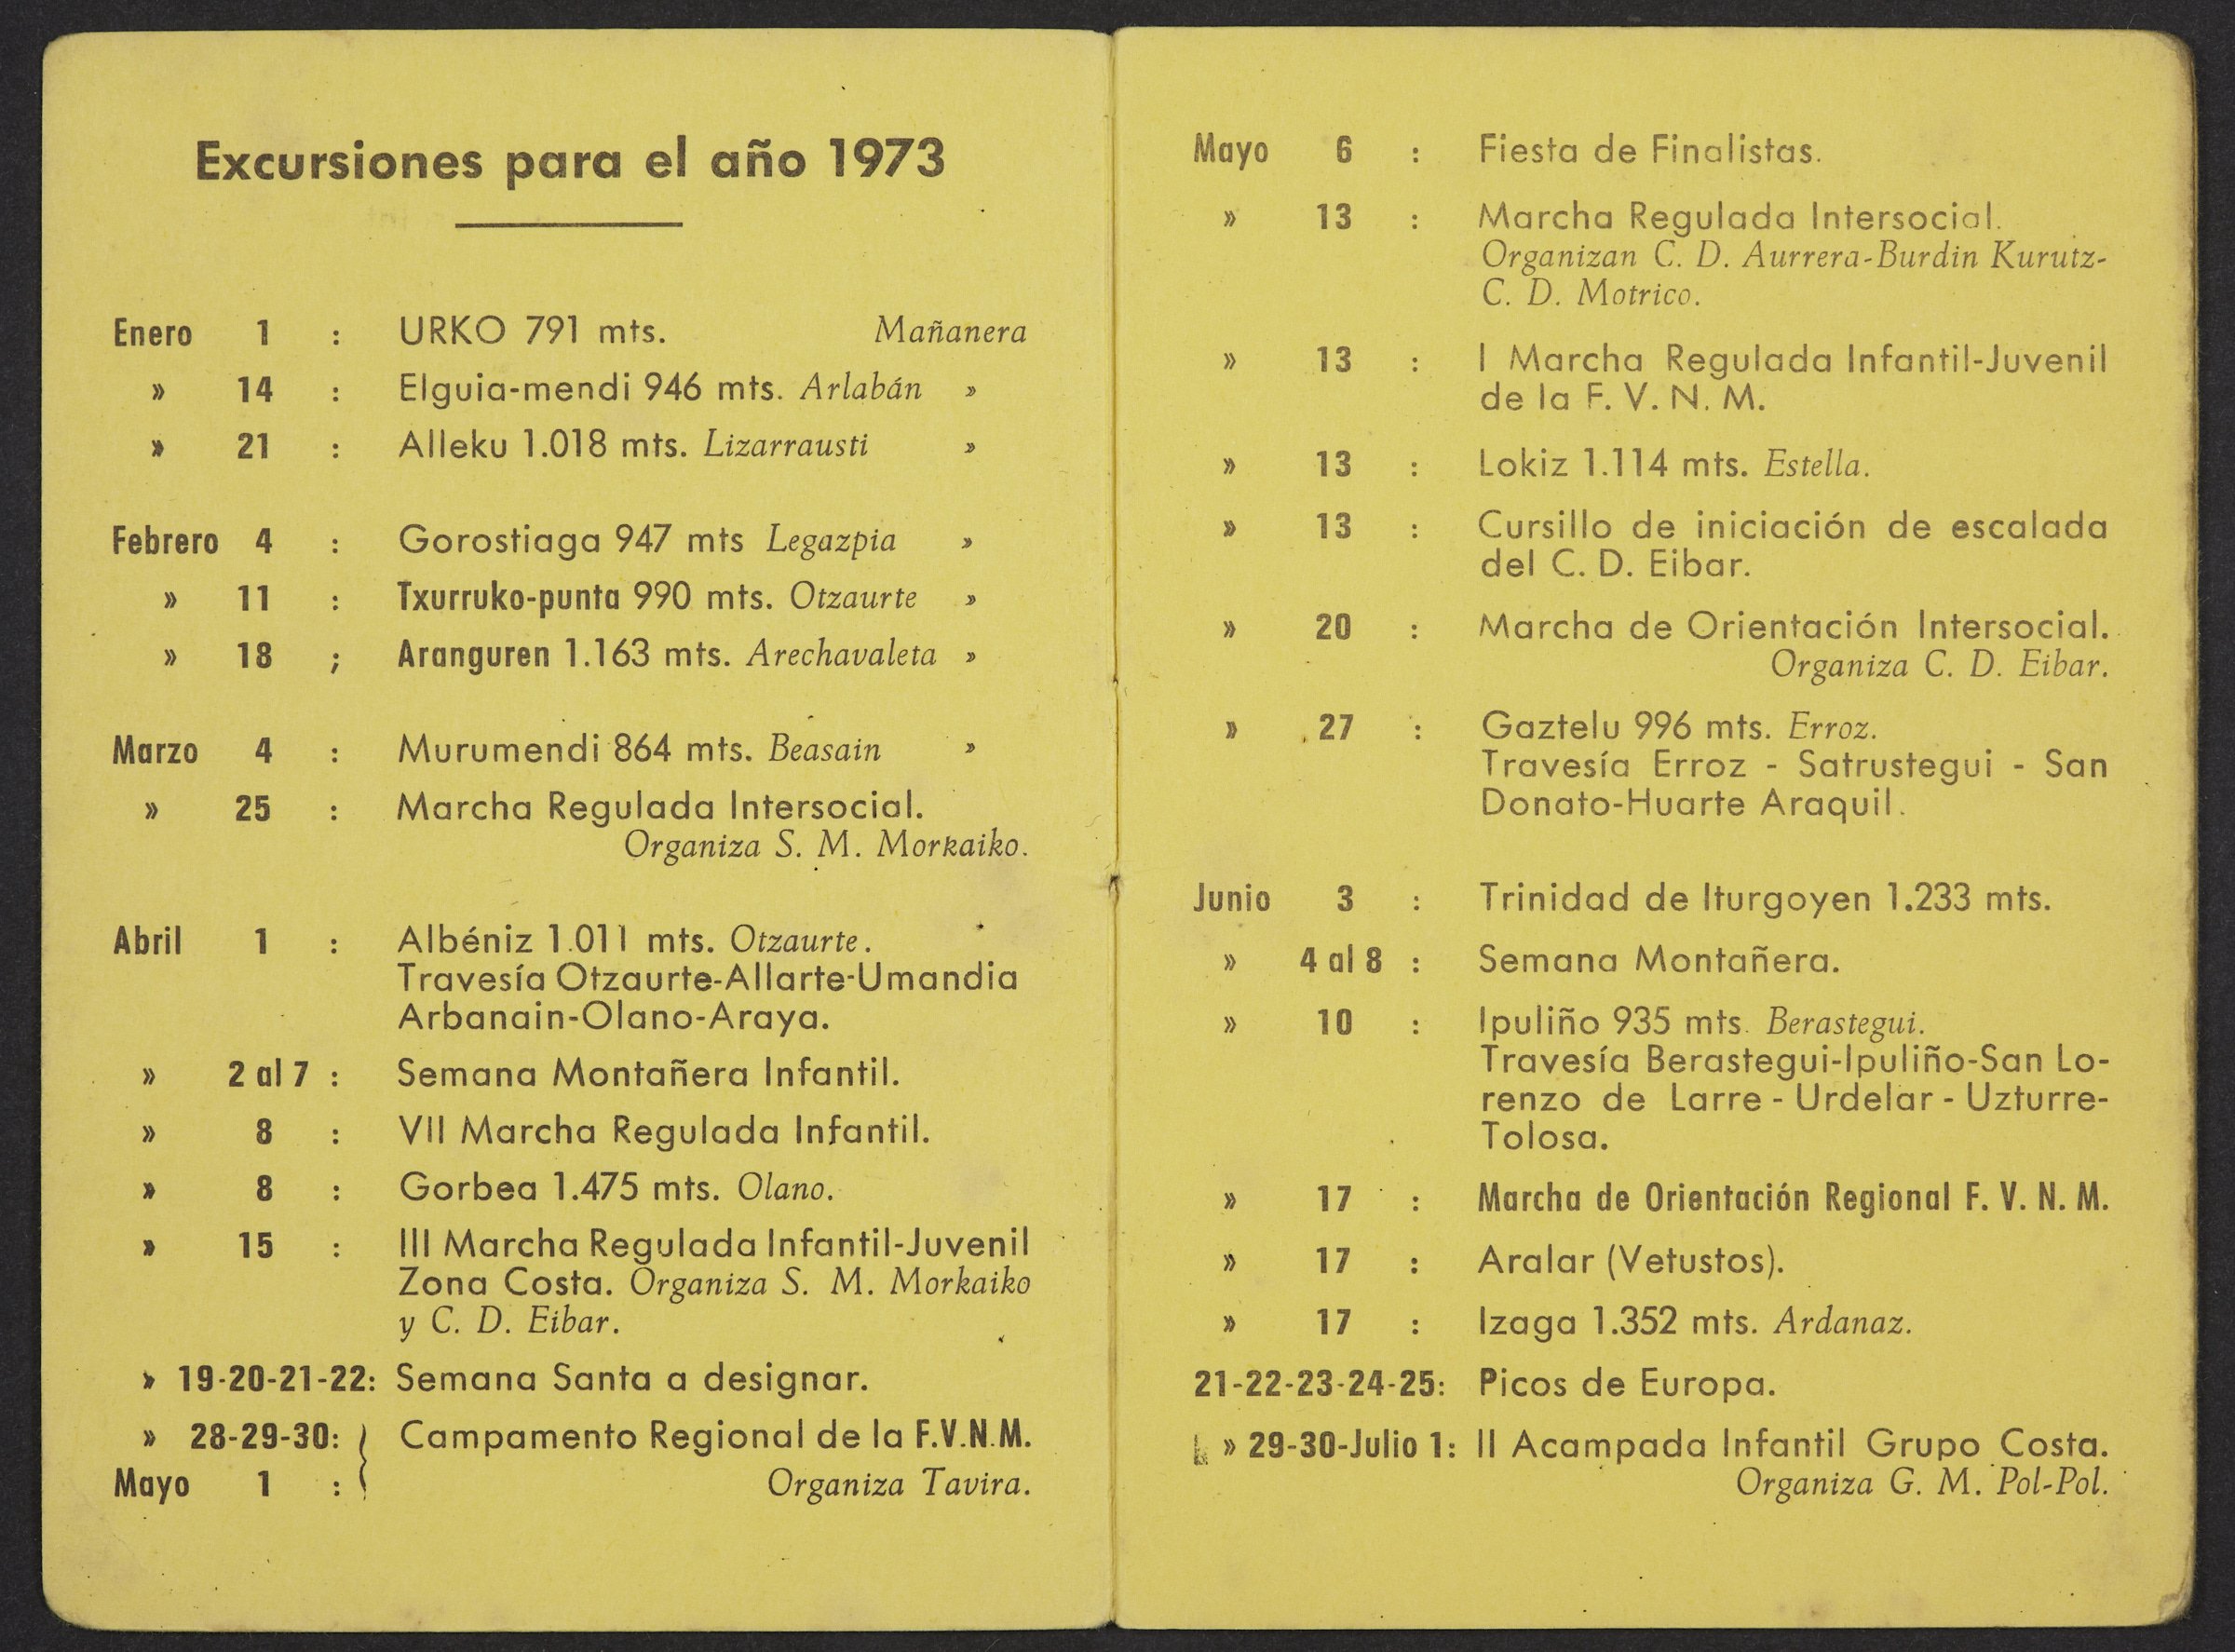 Excursiones para el año 1973
Enero 1 : URKO 791 mts. Mañanera
» 14 : Elguia-mendi 946 mts. Arlabán »
» 21 : Alleku 1.018 mts. Lizarrausti »
Febrero 4 : Gorostiaga 947 mts Legazpia »
» 11 : Txurruko-punta 990 mts. Otzaurte »
» 18 ; Aranguren 1.163 mts. Arechavaleta »
Marzo 4 : Murumendi 864 mts. Beasain »
» 25 : Marcha Regulada Intersocial.
Organiza S. M. Morkaiko.
Abril 1 : Albéniz 1.011 mts. Otzaurte.
Travesía Otzaurte-Allarte-Umandia
Arbanain-Olano-Araya.
» 2 al 7 : Semana Montañera Infantil.
» 8 : VII Marcha Regulada Infantil.
» 8 : Gorbea 1.475 mts. Olano.
» 15 : III Marcha Regulada Infantil-Juvenil
Zona Costa. Organiza S. M. Morkaiko
y C. D. Eibar.
» 19-20-21-22: Semana Santa a designar.
» 28-29-30: Campamento Regional de la F.V.N.M.
Mayo 1 : Organiza Tavira.
Mayo 6 : Fiesta de Finalistas.
» 13 : Marcha Regulada Intersocial.
Organizan C. D. Aurrera-Burdin Kurutz-
C. D. Motrico.
» 13 : I Marcha Regulada Infantil-Juvenil
de la F. V. N. M.
» 13 : Lokiz 1.114 mts. Estella.
» 13 : Cursillo de iniciación de escalada
del C. D. Eibar.
» 20 : Marcha de Orientación Intersocial.
Organiza C. D. Eibar.
» 27 : Gaztelu 996 mts. Erroz.
Travesía Erroz - Satrustegui - San
Donato-Huarte Araquil.
Junio 3 : Trinidad de Iturgoyen 1.233 mts.
» 4 al 8 : Semana Montañera.
» 10 : Ipuliño 935 mts. Berastegui.
Travesía Berastegui-Ipuliño-San Lo-
renzo de Larre - Urdelar - Uzturre-
Tolosa.
» 17 : Marcha de Orientación Regional F. V. N. M.
» 17 : Aralar (Vetustos).
» 17 : Izaga 1.352 mts. Ardanaz.
21-22-23-24-25: Picos de Europa.
» 29-30-Julio 1: II Acampada Infantil Grupo Costa.
Organiza G. M. Pol-Pol.